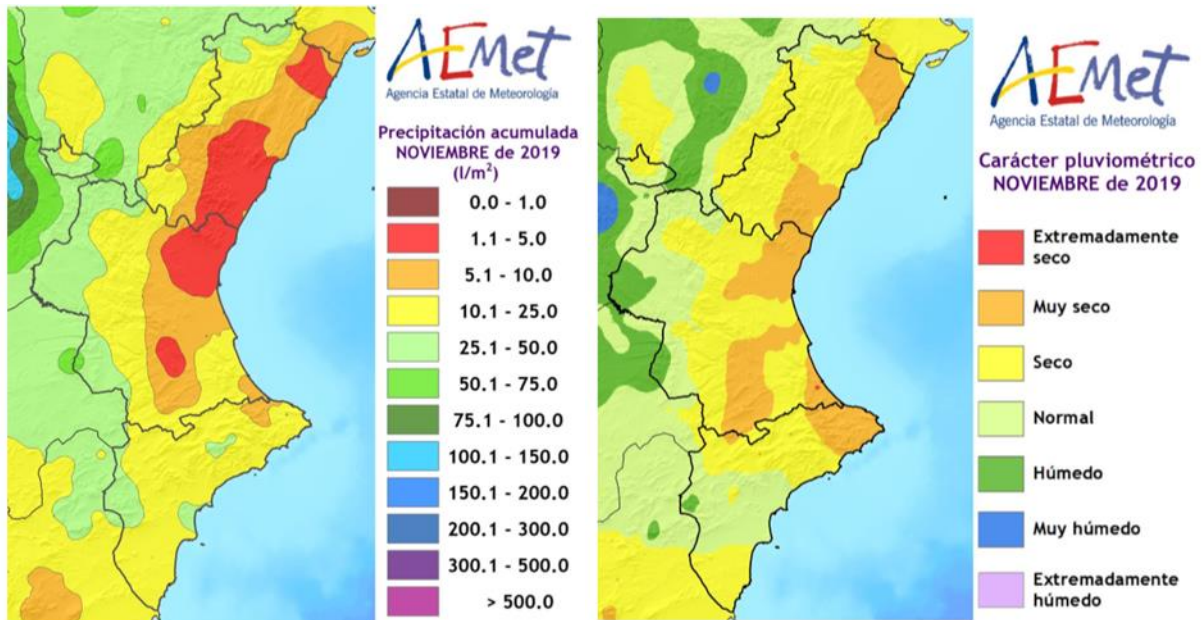 AEMet
Agencia Estatal de Meteorología
Precipitación acumulada
NOVIEMBRE de 2019
(l/m²)
0.0 - 1.0
1.1 - 5.0
5.1 - 10.0
10.1 - 25.0
25.1 - 50.0
50.1 - 75.0
75.1 - 100.0
100.1 - 150.0
150.1 - 200.0
200.1 - 300.0
300.1 - 500.0
> 500.0
AEMet
Agencia Estatal de Meteorología
Carácter pluviométrico
NOVIEMBRE de 2019
Extremadamente
seco
Muy seco
Seco
Normal
Húmedo
Muy húmedo
Extremadamente
húmedo